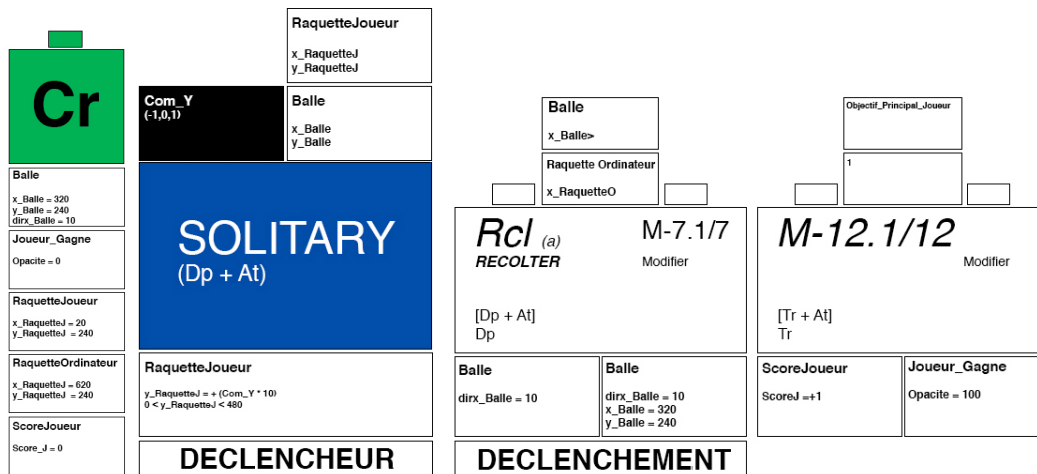 Cr
Balle
x_Balle = 320
y_Balle = 240
dirx_Balle = 10
Joueur_Gagne
Opacite = 0
RaquetteJoueur
x_RaquetteJ = 20
y_RaquetteJ = 240
RaquetteOrdinateur
x_RaquetteJ = 620
y_RaquetteJ = 240
ScoreJoueur
Score_J = 0
RaquetteJoueur
x_RaquetteJ
y_RaquetteJ
Com_Y
(-1,0,1)
Balle
x_Balle
y_Balle
SOLITARY
(Dp + At)
RaquetteJoueur
y_RaquetteJ = + (Com_Y * 10)
0 < y_RaquetteJ < 480
DECLENCHEUR
Balle
x_Balle>
Raquette Ordinateur
x_RaquetteO
Rcl (a) M-7.1/7
RECOLTER Modifier
[Dp + At]
Dp
Balle
dirx_Balle = 10
Balle
dirx_Balle = 10
x_Balle = 320
y_Balle = 240
DECLENCHEMENT
Objectif_Principal_Joueur
1
M-12.1/12
Modifier
[Tr + At]
Tr
ScoreJoueur
ScoreJ =+1
Joueur_Gagne
Opacite = 100